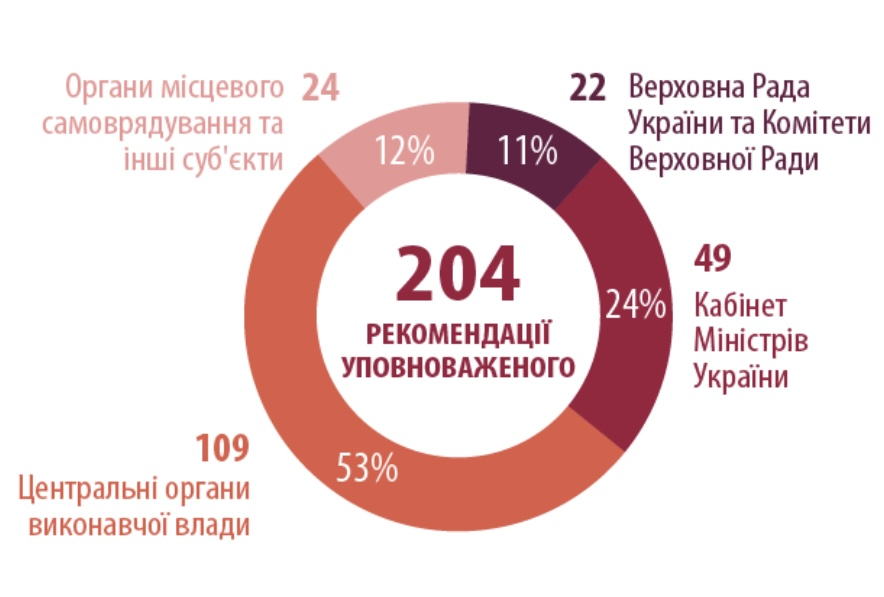 24
Органи місцевого
самоврядування та
інші суб'єкти
12%
22
Верховна Рада
України та Комітети
Верховної Ради
11%
49
Кабінет
Міністрів
України
24%
204
РЕКОМЕНДАЦІЇ
УПОВНОВАЖЕНОГО
109
Центральні органи
виконавчої влади
53%